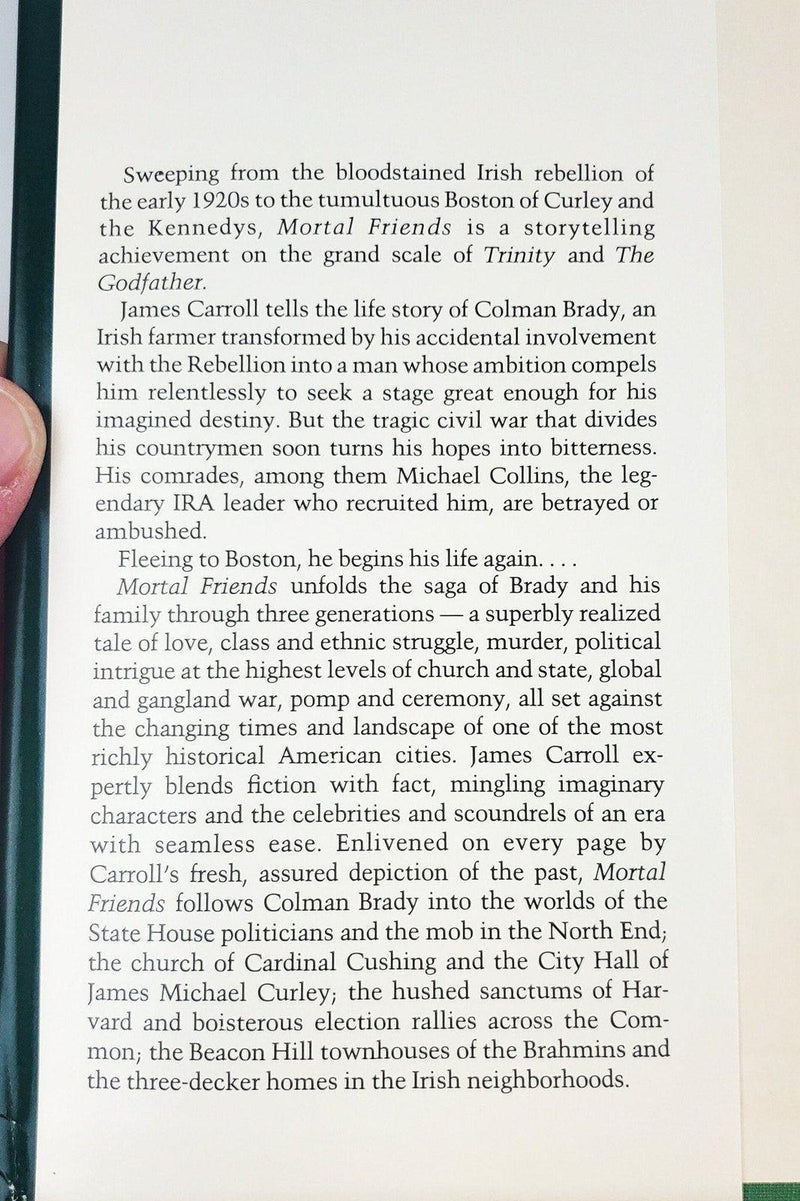 Sweeping from the bloodstained Irish rebellion of
the early 1920s to the tumultuous Boston of Curley and
the Kennedys, Mortal Friends is a storytelling
achievement on the grand scale of Trinity and The
Godfather.
James Carroll tells the life story of Colman Brady, an
Irish farmer transformed by his accidental involvement
with the Rebellion into a man whose ambition compels
him relentlessly to seek a stage great enough for his
imagined destiny. But the tragic civil war that divides
his countrymen soon turns his hopes into bitterness.
His comrades, among them Michael Collins, the leg-
endary IRA leader who recruited him, are betrayed or
ambushed.
Fleeing to Boston, he begins his life again. . . .
Mortal Friends unfolds the saga of Brady and his
family through three generations — a superbly realized
tale of love, class and ethnic struggle, murder, political
intrigue at the highest levels of church and state, global
and gangland war, pomp and ceremony, all set against
the changing times and landscape of one of the most
richly historical American cities. James Carroll ex-
pertly blends fiction with fact, mingling imaginary
characters and the celebrities and scoundrels of an era
with seamless ease. Enlivened on every page by
Carroll's fresh, assured depiction of the past, Mortal
Friends follows Colman Brady into the worlds of the
State House politicians and the mob in the North End;
the church of Cardinal Cushing and the City Hall of
James Michael Curley; the hushed sanctums of Har-
vard and boisterous election rallies across the Com-
mon; the Beacon Hill townhouses of the Brahmins and
the three-decker homes in the Irish neighborhoods.